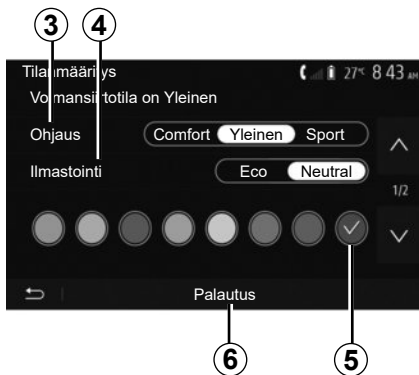 3 4
Tilanmääritys 27°C 8 43 AM
Voimansiirtotila on Yleinen
Ohjaus Comfort Yleinen Sport
Ilmastointi Eco Neutral
1/2
Palautus
6 5